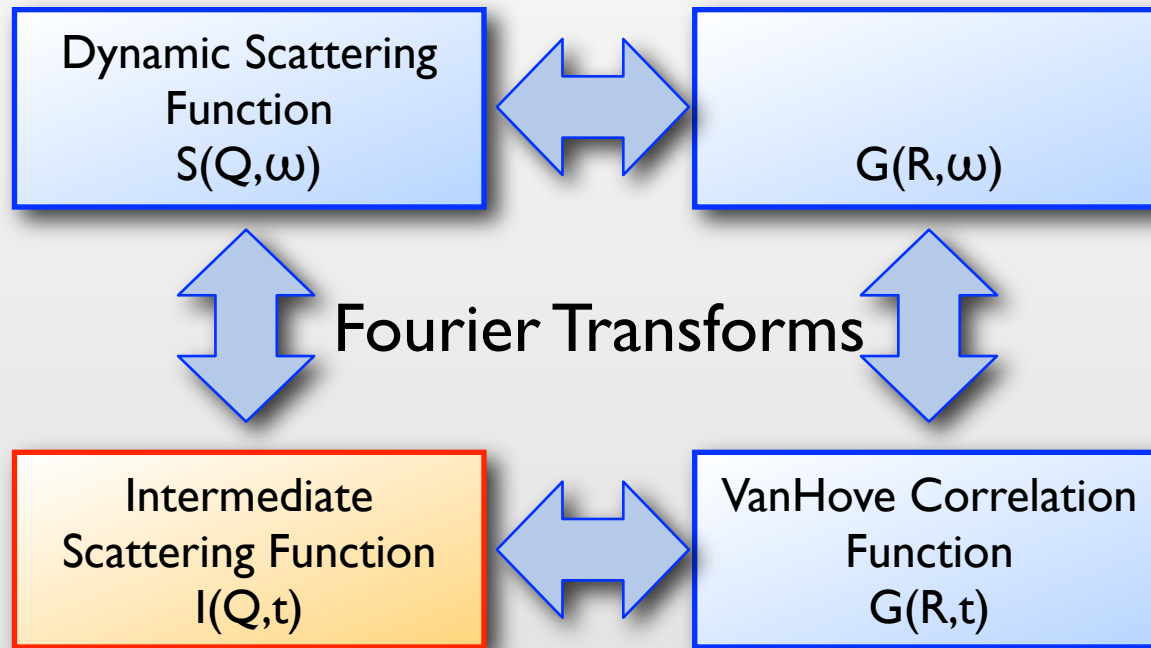 Dynamic Scattering
Function
S(Q,ω)
G(R,ω)
Fourier Transforms
Intermediate
Scattering Function
I(Q,t)
VanHove Correlation
Function
G(R,t)